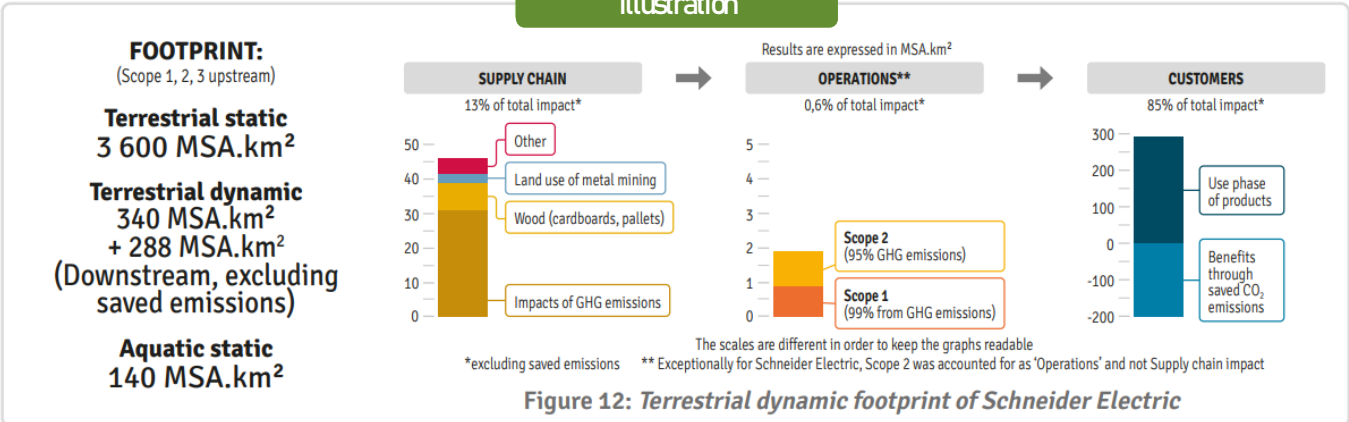 Illustration
FOOTPRINT:
(Scope 1, 2, 3 upstream)
Terrestrial static
3 600 MSA.km²
Terrestrial dynamic
340 MSA.km²
+ 288 MSA.km²
(Downstream, excluding
saved emissions)
Aquatic static
140 MSA.km²
Results are expressed in MSA.km²
SUPPLY CHAIN
13% of total impact*
50
40
30
20
10
0
Other
Land use of metal mining
Wood (cardboards, pallets)
Impacts of GHG emissions
OPERATIONS**
0,6% of total impact*
5
4
3
2
1
0
Scope 2
(95% GHG emissions)
Scope 1
(99% from GHG emissions)
CUSTOMERS
85% of total impact*
300
200
100
0
-100
-200
Use phase
of products
Benefits
through
saved CO₂
emissions
The scales are different in order to keep the graphs readable
*excluding saved emissions ** Exceptionally for Schneider Electric, Scope 2 was accounted for as ‘Operations’ and not Supply chain impact
Figure 12: Terrestrial dynamic footprint of Schneider Electric